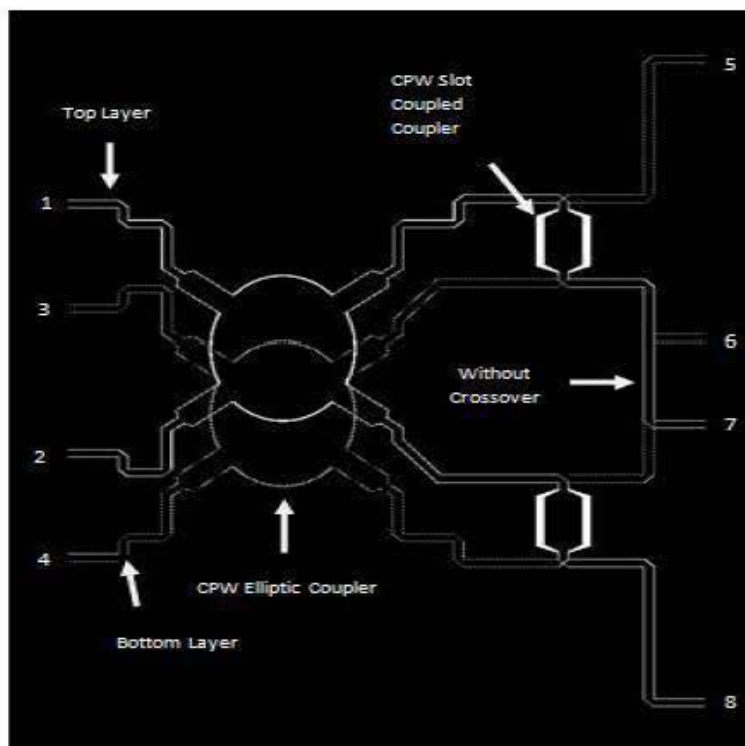 5
CPW Slot
Coupled
Coupler
Top Layer
1
3
6
Without
Crossover
7
2
4
CPW Elliptic Coupler
Bottom Layer
8